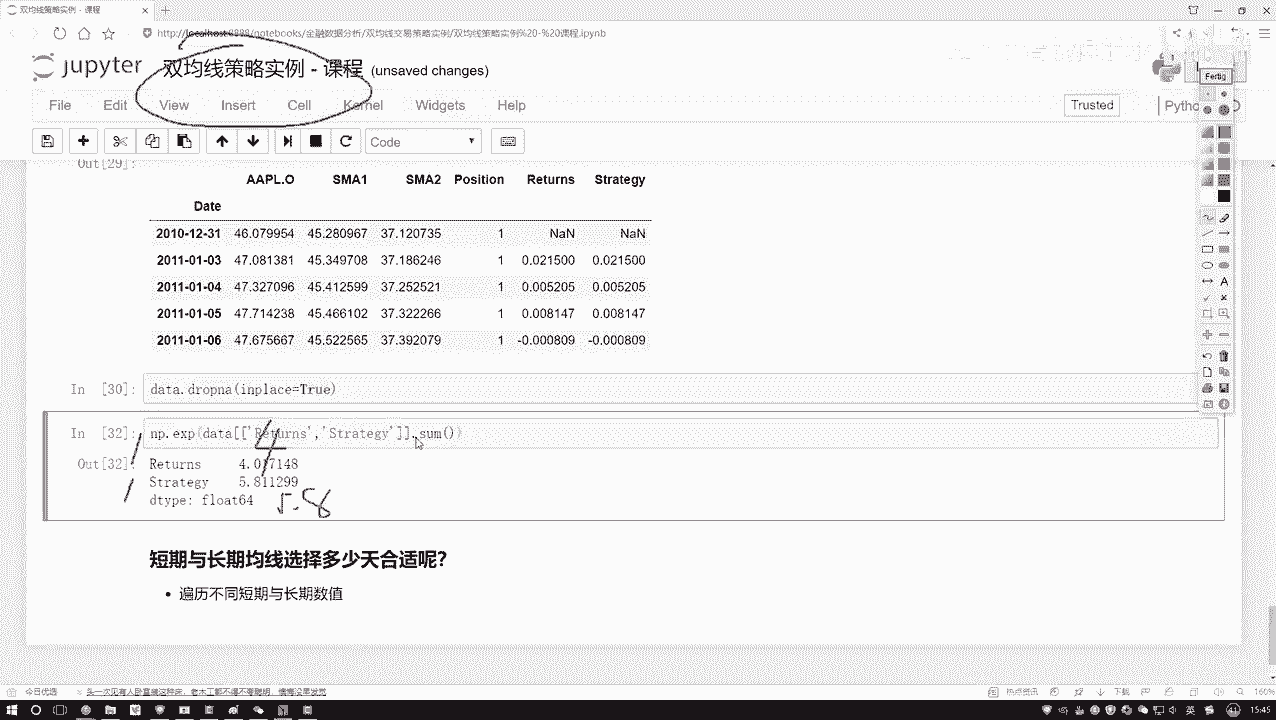 双均线策略实例 - 课程
http://localhost:8888/notebooks/金融数据分析/双均线交易策略实例/双均线策略实例%20-%20课程.ipynb
jupyter 双均线策略实例 - 课程 (unsaved changes)
Fertig
File Edit View Insert Cell Kernel Widgets Help
Trusted
Code
Out[29]:
AAPL.O SMA1 SMA2 Position Returns Strategy
Date
2010-12-31 46.079954 45.280967 37.120735 1 NaN NaN
2011-01-03 47.081381 45.349708 37.186246 1 0.021500 0.021500
2011-01-04 47.327096 45.412599 37.252521 1 0.005205 0.005205
2011-01-05 47.714238 45.466102 37.322266 1 0.008147 0.008147
2011-01-06 47.675667 45.522565 37.392079 1 -0.000809 -0.000809
In [30]: data.dropna(inplace=True)
In [32]: np.exp(data[['Returns','Strategy']].sum())
1 4
Out[32]: Returns 4.017148
1 Strategy 5.811299
dtype: float64
5.8
短期与长期均线选择多少天合适呢?
• 遍历不同短期与长期数值
今日优选
热点资讯 下载 160%
15:45